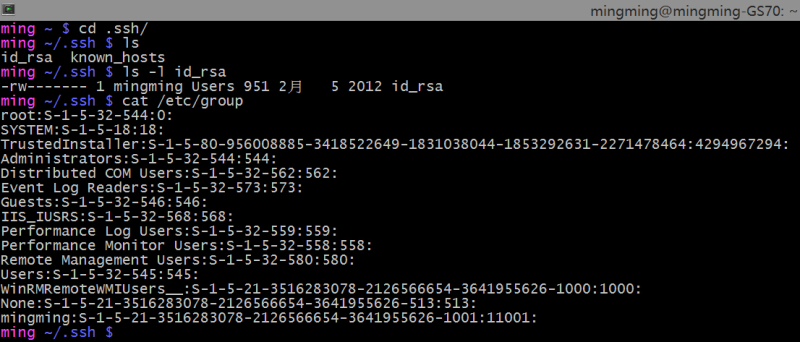 mingming@mingming-GS70: ~
ming ~ $ cd .ssh/
ming ~/.ssh $ ls
id_rsa  known_hosts
ming ~/.ssh $ ls -l id_rsa
-rw------- 1 mingming Users 951 2月   5 2012 id_rsa
ming ~/.ssh $ cat /etc/group
root:S-1-5-32-544:0:
SYSTEM:S-1-5-18:18:
TrustedInstaller:S-1-5-80-956008885-3418522649-1831038044-1853292631-2271478464:4294967294:
Administrators:S-1-5-32-544:544:
Distributed COM Users:S-1-5-32-562:562:
Event Log Readers:S-1-5-32-573:573:
Guests:S-1-5-32-546:546:
IIS_IUSRS:S-1-5-32-568:568:
Performance Log Users:S-1-5-32-559:559:
Performance Monitor Users:S-1-5-32-558:558:
Remote Management Users:S-1-5-32-580:580:
Users:S-1-5-32-545:545:
WinRMRemoteWMIUsers__:S-1-5-21-3516283078-2126566654-3641955626-1000:1000:
None:S-1-5-21-3516283078-2126566654-3641955626-513:513:
mingming:S-1-5-21-3516283078-2126566654-3641955626-1001:11001:
ming ~/.ssh $